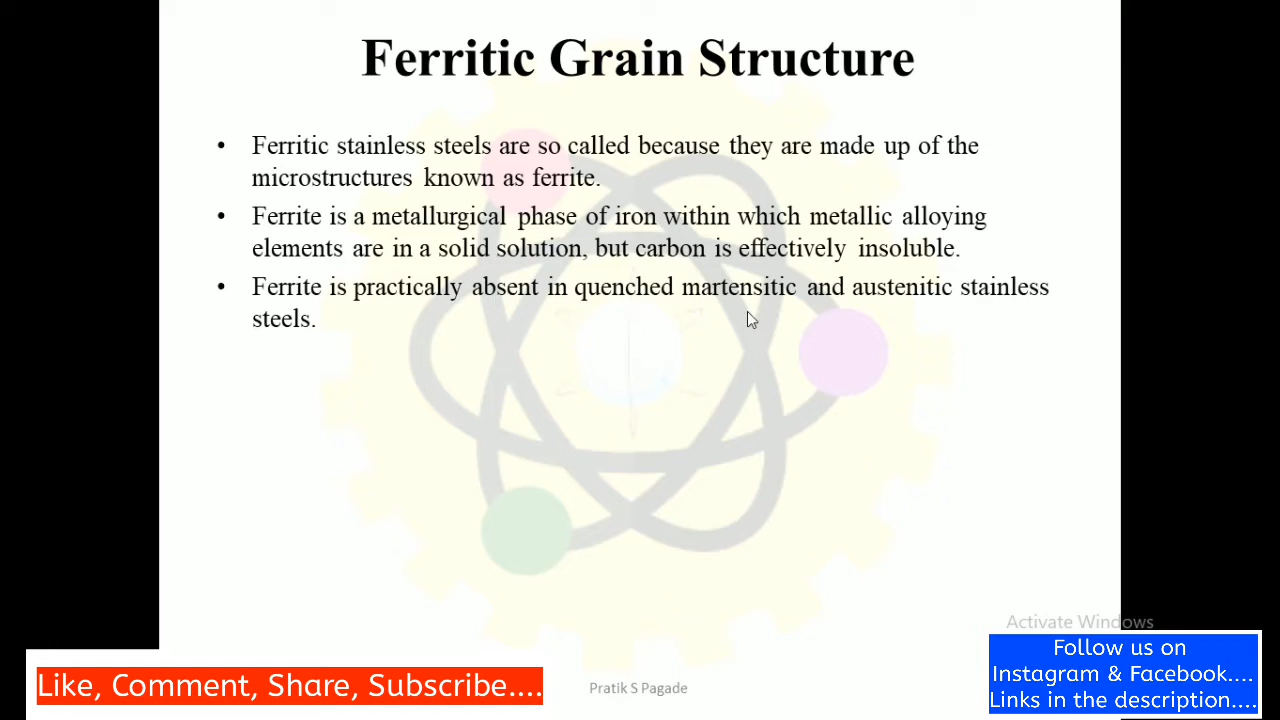 Ferritic Grain Structure
• Ferritic stainless steels are so called because they are made up of the
microstructures known as ferrite.
• Ferrite is a metallurgical phase of iron within which metallic alloying
elements are in a solid solution, but carbon is effectively insoluble.
• Ferrite is practically absent in quenched martensitic and austenitic stainless
steels.
Activate Windows
Follow us on
Instagram & Facebook....
Links in the description....
Like, Comment, Share, Subscribe....
Pratik S Pagade